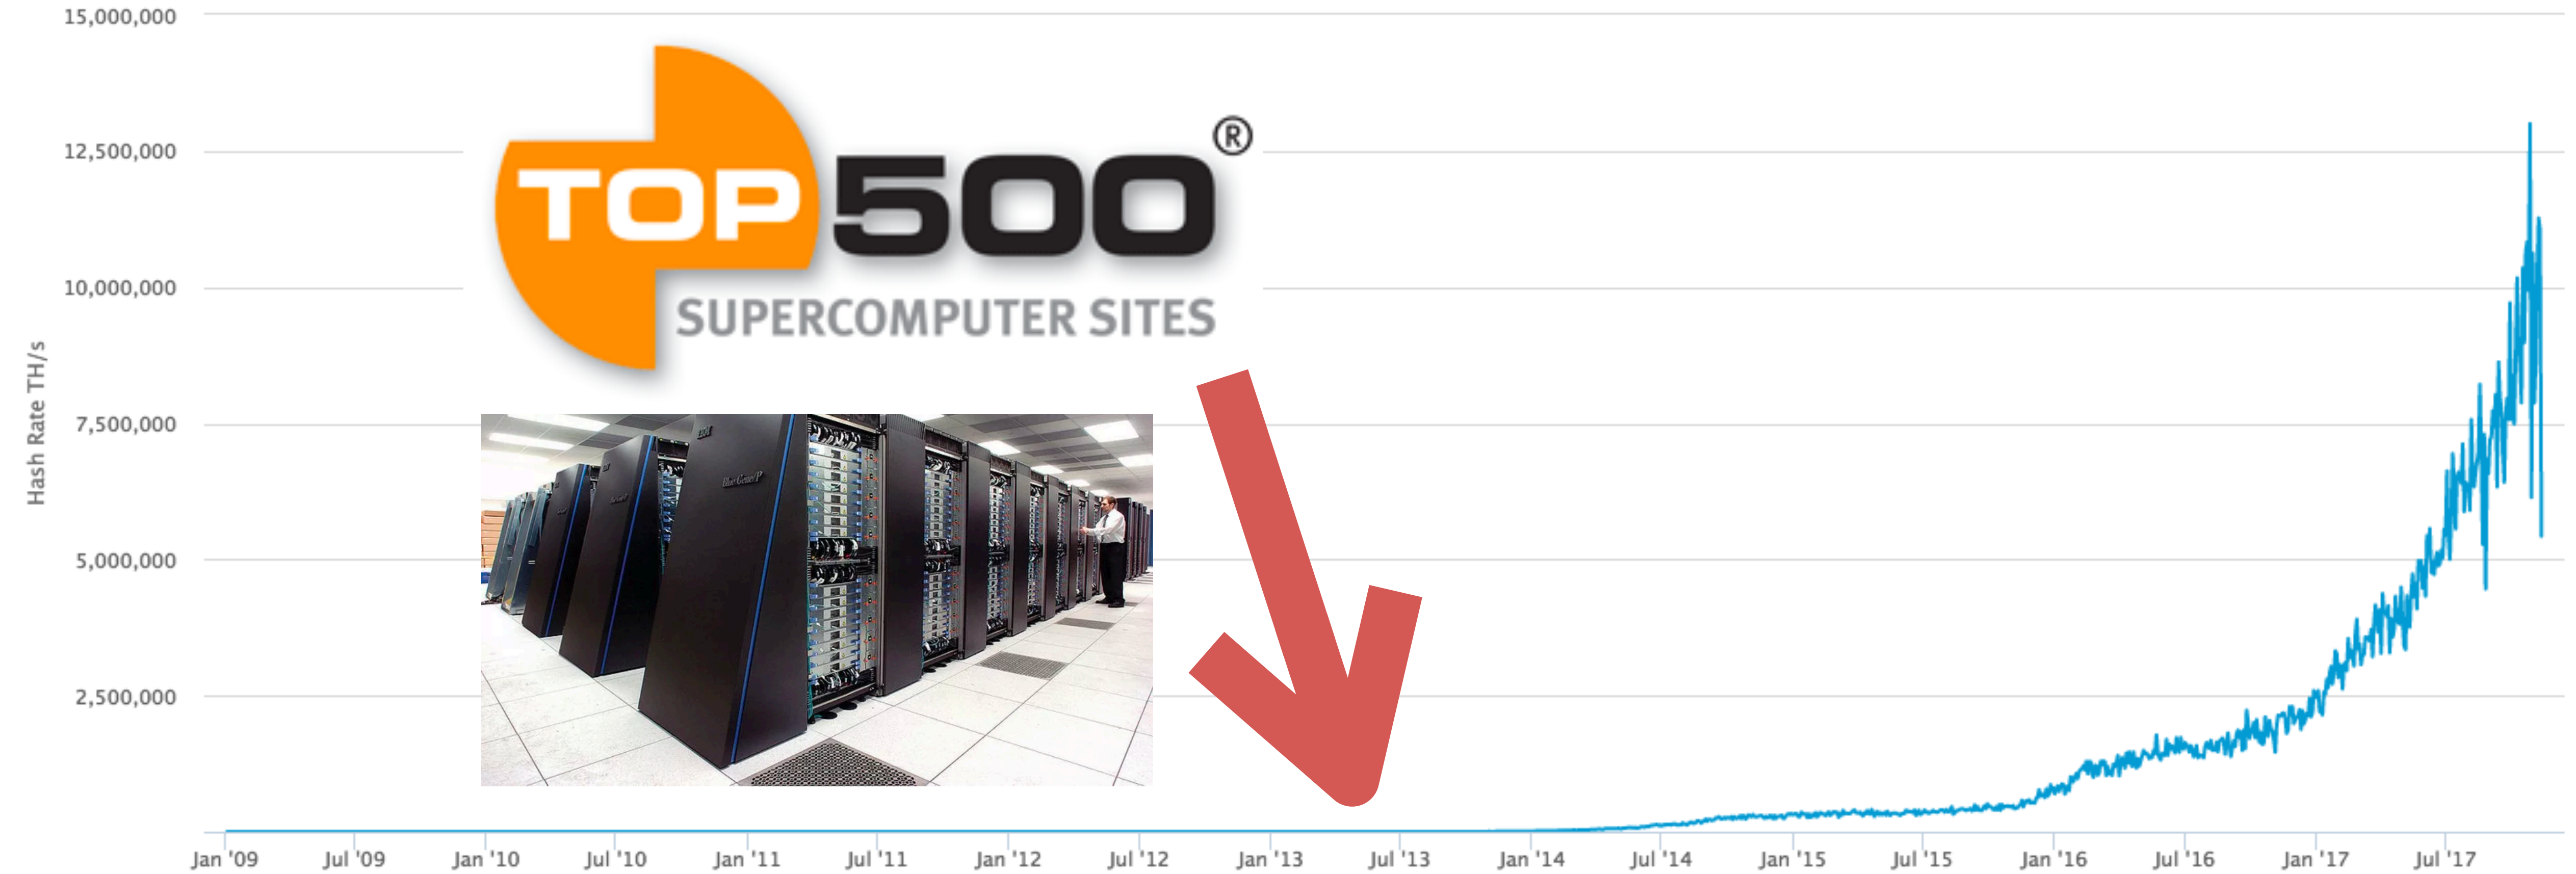 15,000,000
12,500,000
10,000,000
7,500,000
5,000,000
2,500,000
Hash Rate TH/s
TOP500®
SUPERCOMPUTER SITES
IBM
BlueGene/P
Jan '09 Jul '09 Jan '10 Jul '10 Jan '11 Jul '11 Jan '12 Jul '12 Jan '13 Jul '13 Jan '14 Jul '14 Jan '15 Jul '15 Jan '16 Jul '16 Jan '17 Jul '17